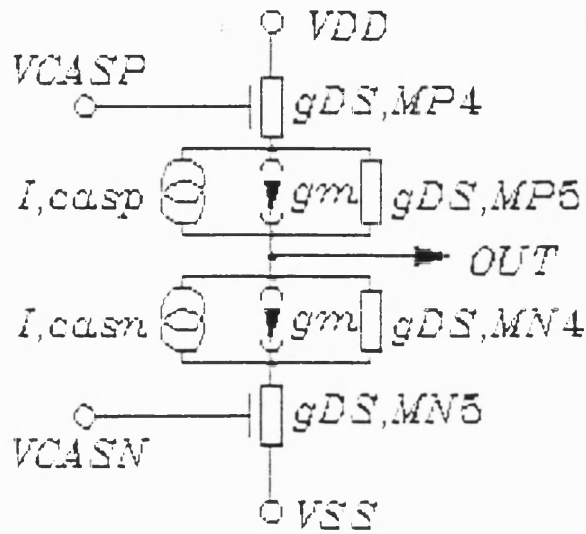 VDD
VCASP
gDS,MP4
I,casp gm gDS,MP5
OUT
I,casn gm gDS,MN4
gDS,MN5
VCASN
VSS